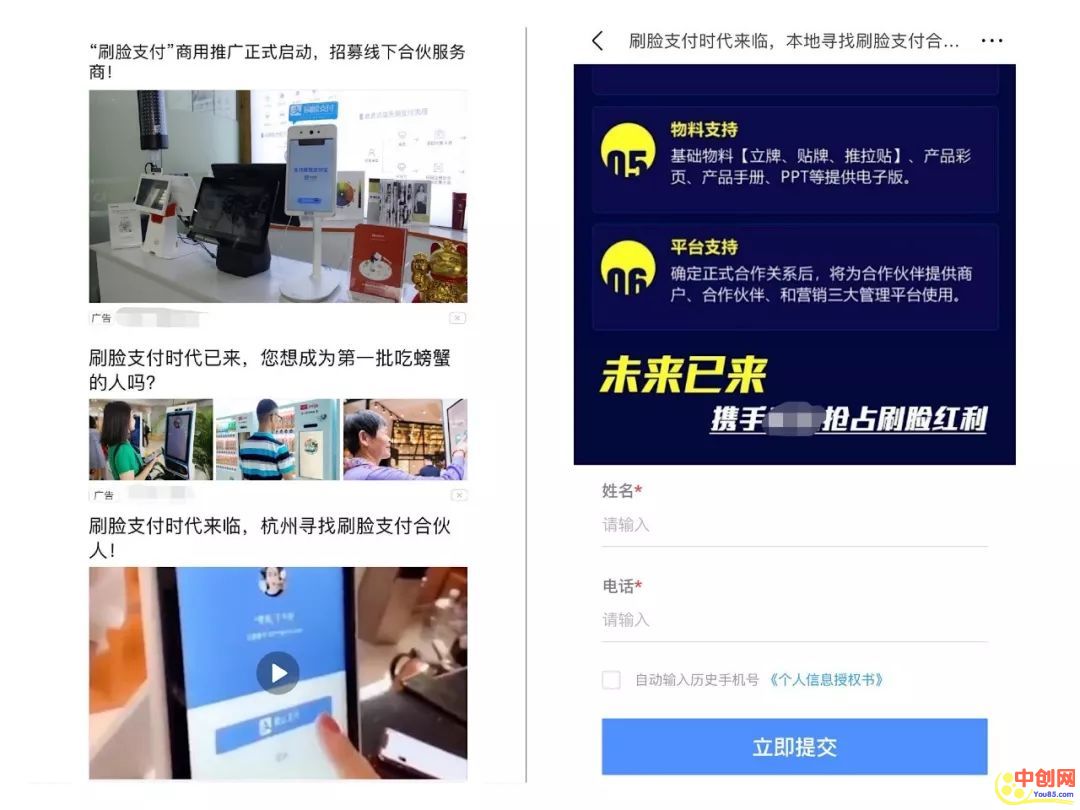 “刷脸支付”商用推广正式启动，招募线下合伙服务
商！
广告
刷脸支付时代已来，您想成为第一批吃螃蟹
的人吗？
广告
刷脸支付时代来临，杭州寻找刷脸支付合伙
人！
刷脸支付时代来临，本地寻找刷脸支付合...
05
物料支持
基础物料【立牌、贴牌、推拉贴】、产品彩
页、产品手册、PPT等提供电子版。
06
平台支持
确定正式合作关系后，将为合作伙伴提供商
户、合作伙伴、和营销三大管理平台使用。
未来已来
携手 抢占刷脸红利
姓名*
请输入
电话*
请输入
自动输入历史手机号 《个人信息授权书》
立即提交
中创网
You85.com